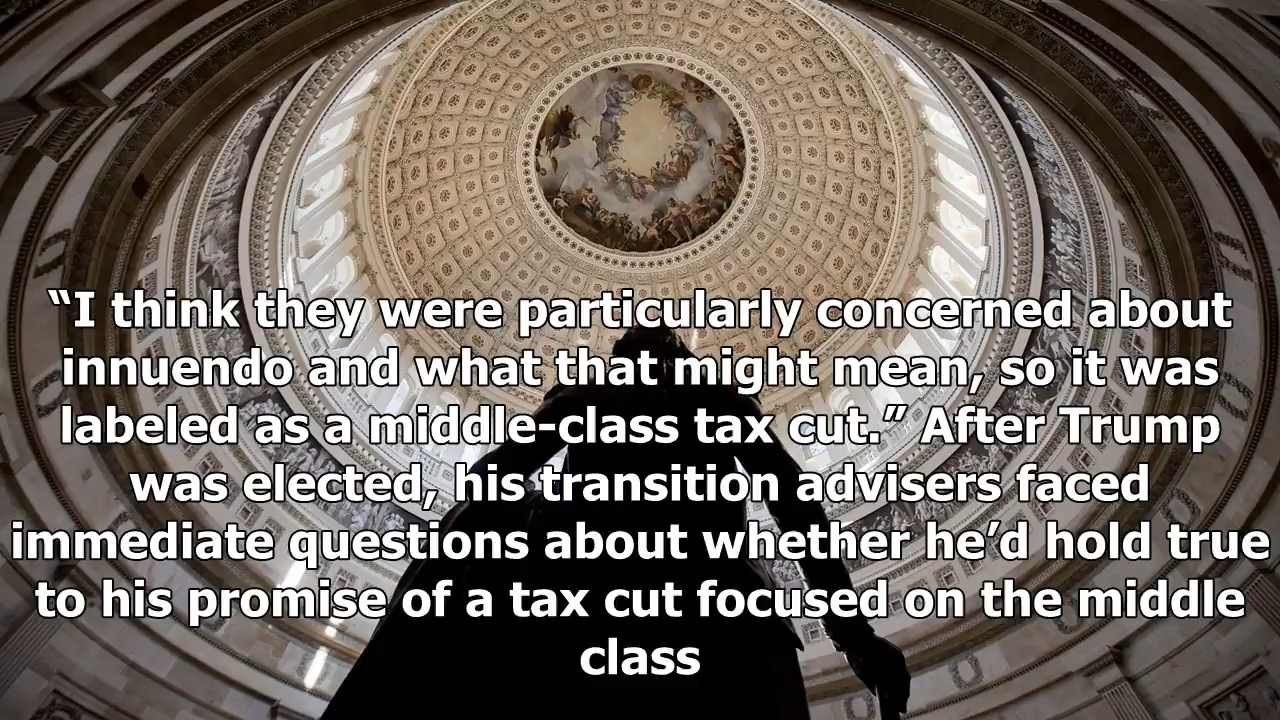 “I think they were particularly concerned about
innuendo and what that might mean, so it was
labeled as a middle-class tax cut.” After Trump
was elected, his transition advisers faced
immediate questions about whether he’d hold true
to his promise of a tax cut focused on the middle
class